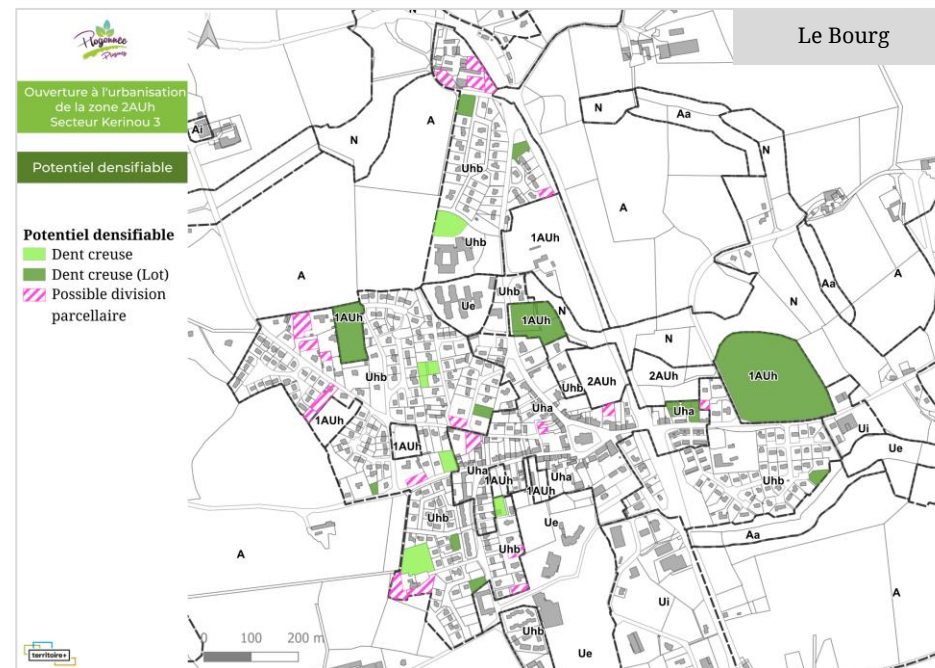 Plogonnec
Le Bourg
Ouverture à l'urbanisation
de la zone 2AUh
Secteur Kerinou 3
Potentiel densifiable
Potentiel densifiable
Dent creuse
Dent creuse (Lot)
Possible division
parcellaire
territoire+
0 100 200 m
Ai
N
A
Aa
N
N
Uhb
A
1AUh
Uhb
A
Aa
A
N
Uhb
Ue
1AUh
N
1AUh
N
Uhb
Uhb
2AUh
2AUh
1AUh
Uha
Uha
1AUh
1AUh
Ui
Ue
Uha
1AUh
1AUh
Uha
Uhb
Uhb
Ue
Uhb
Aa
A
Ui
A
Uhb
Ue